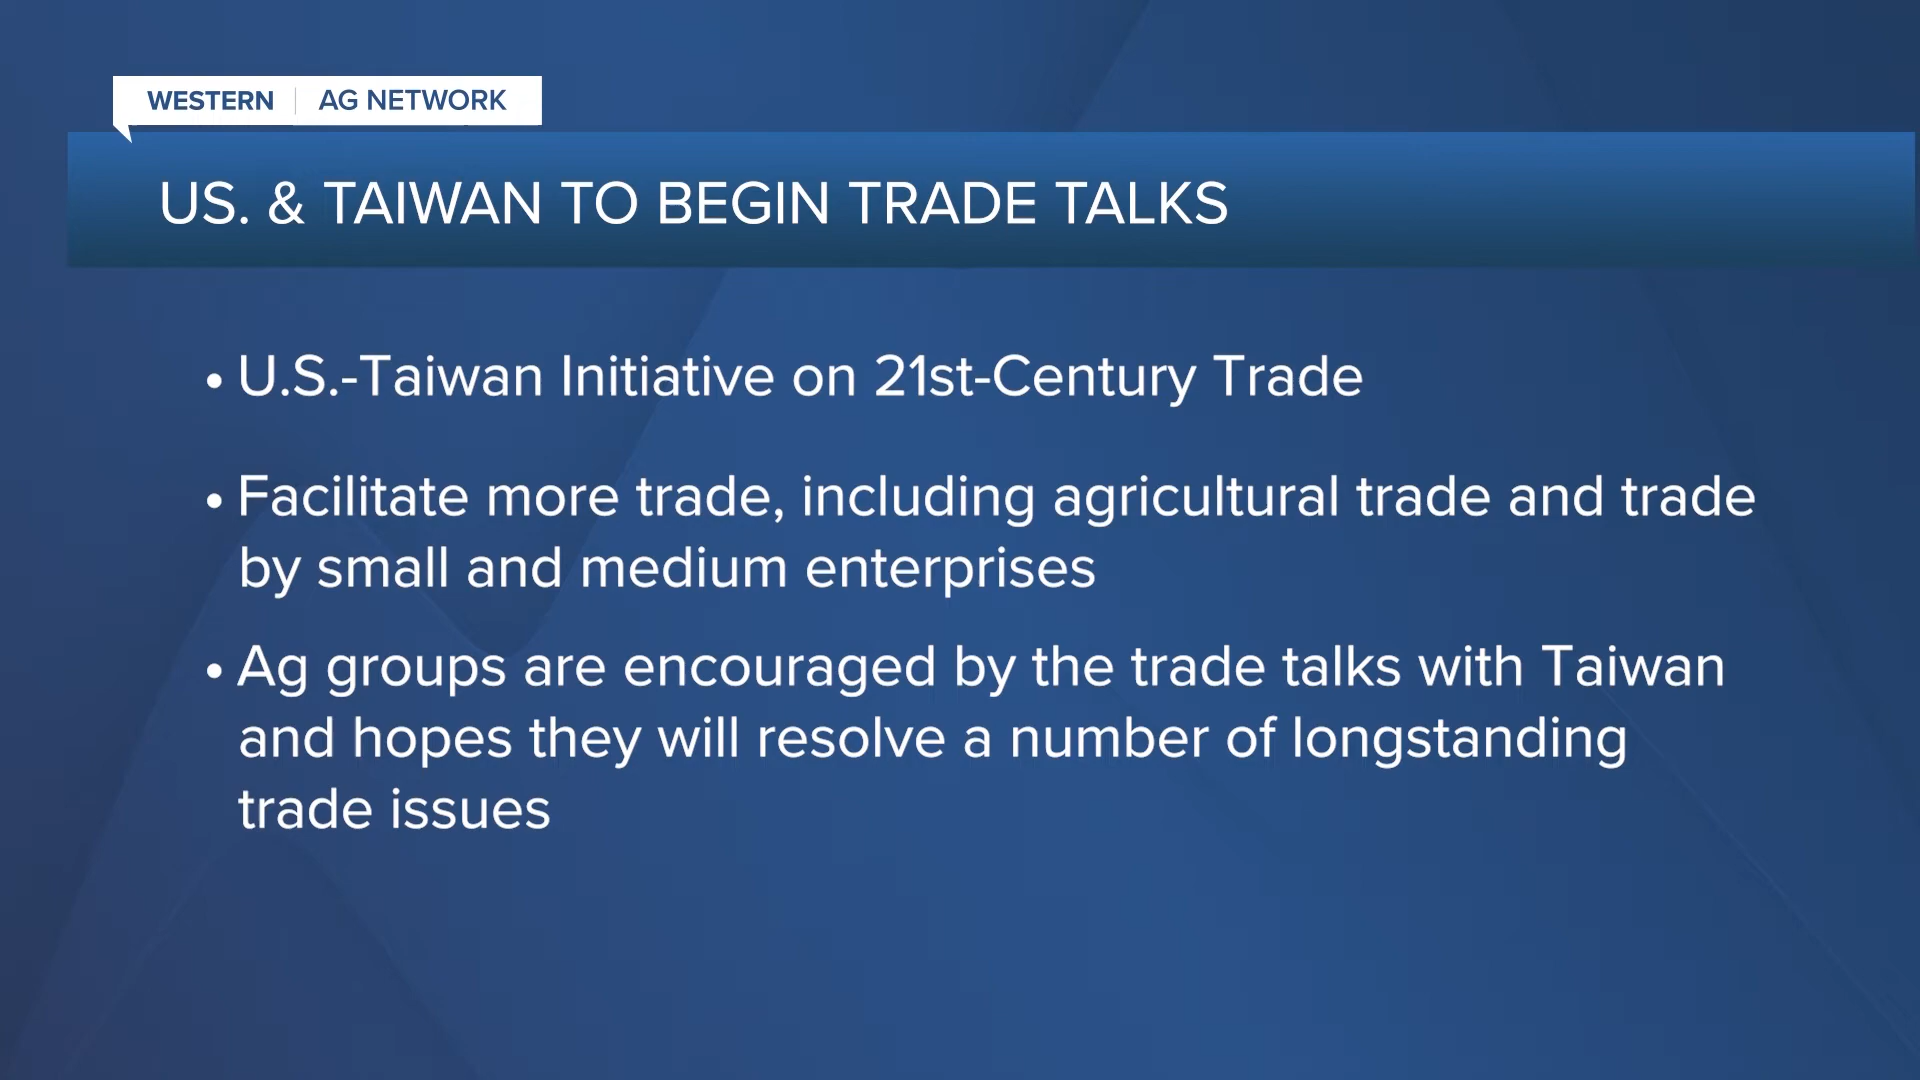 WESTERN | AG NETWORK
US. & TAIWAN TO BEGIN TRADE TALKS
• U.S.-Taiwan Initiative on 21st-Century Trade
• Facilitate more trade, including agricultural trade and trade
by small and medium enterprises
• Ag groups are encouraged by the trade talks with Taiwan
and hopes they will resolve a number of longstanding
trade issues